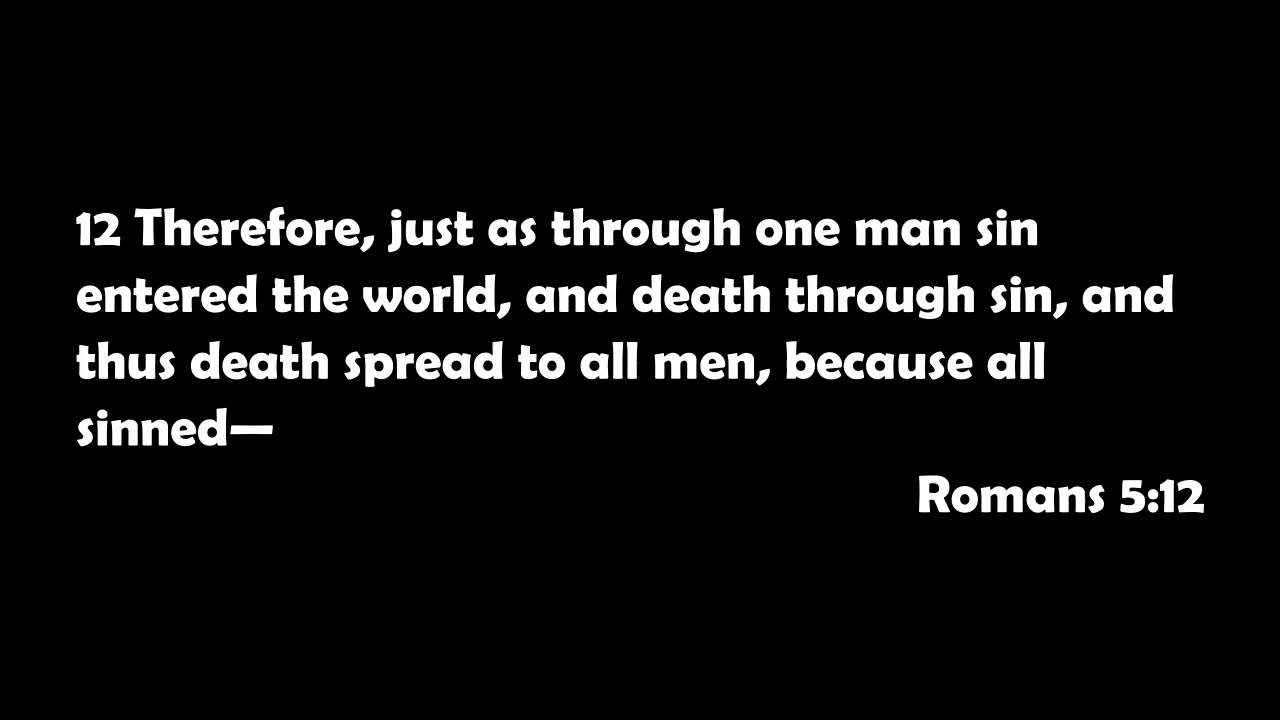 12 Therefore, just as through one man sin
entered the world, and death through sin, and
thus death spread to all men, because all
sinned—
Romans 5:12